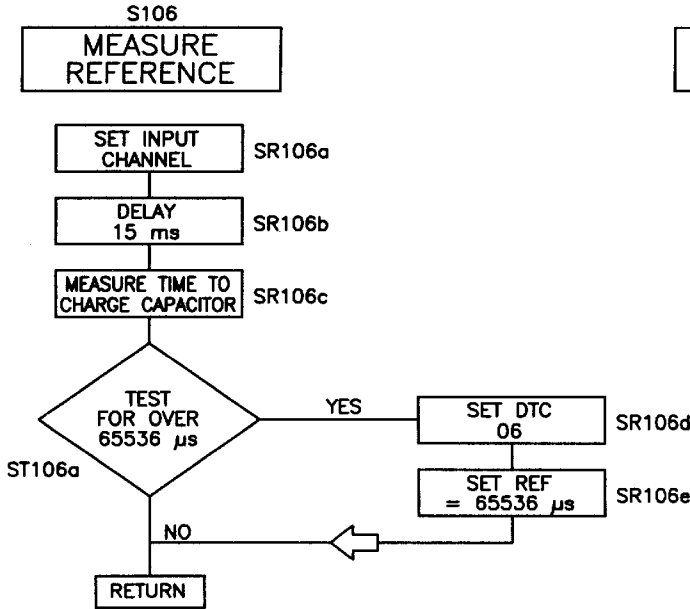 S106
MEASURE
REFERENCE
SET INPUT
CHANNEL
SR106a
DELAY
15 ms
SR106b
MEASURE TIME TO
CHARGE CAPACITOR
SR106c
TEST
FOR OVER
65536 µs
ST106a
YES
SET DTC
06
SR106d
SET REF
= 65536 µs
SR106e
NO
RETURN